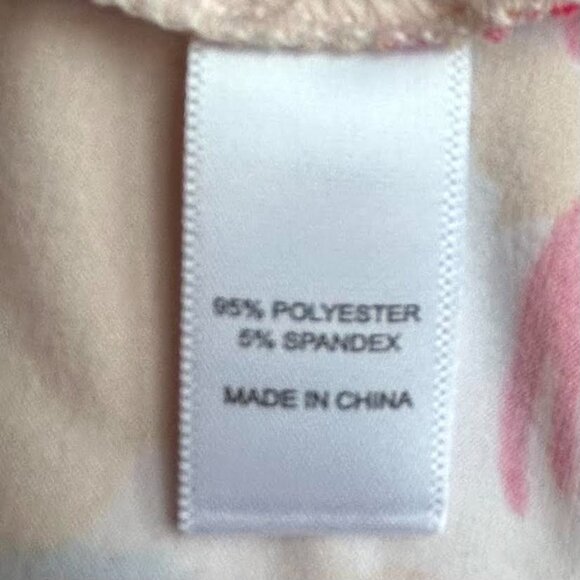 95% POLYESTER
5% SPANDEX
MADE IN CHINA